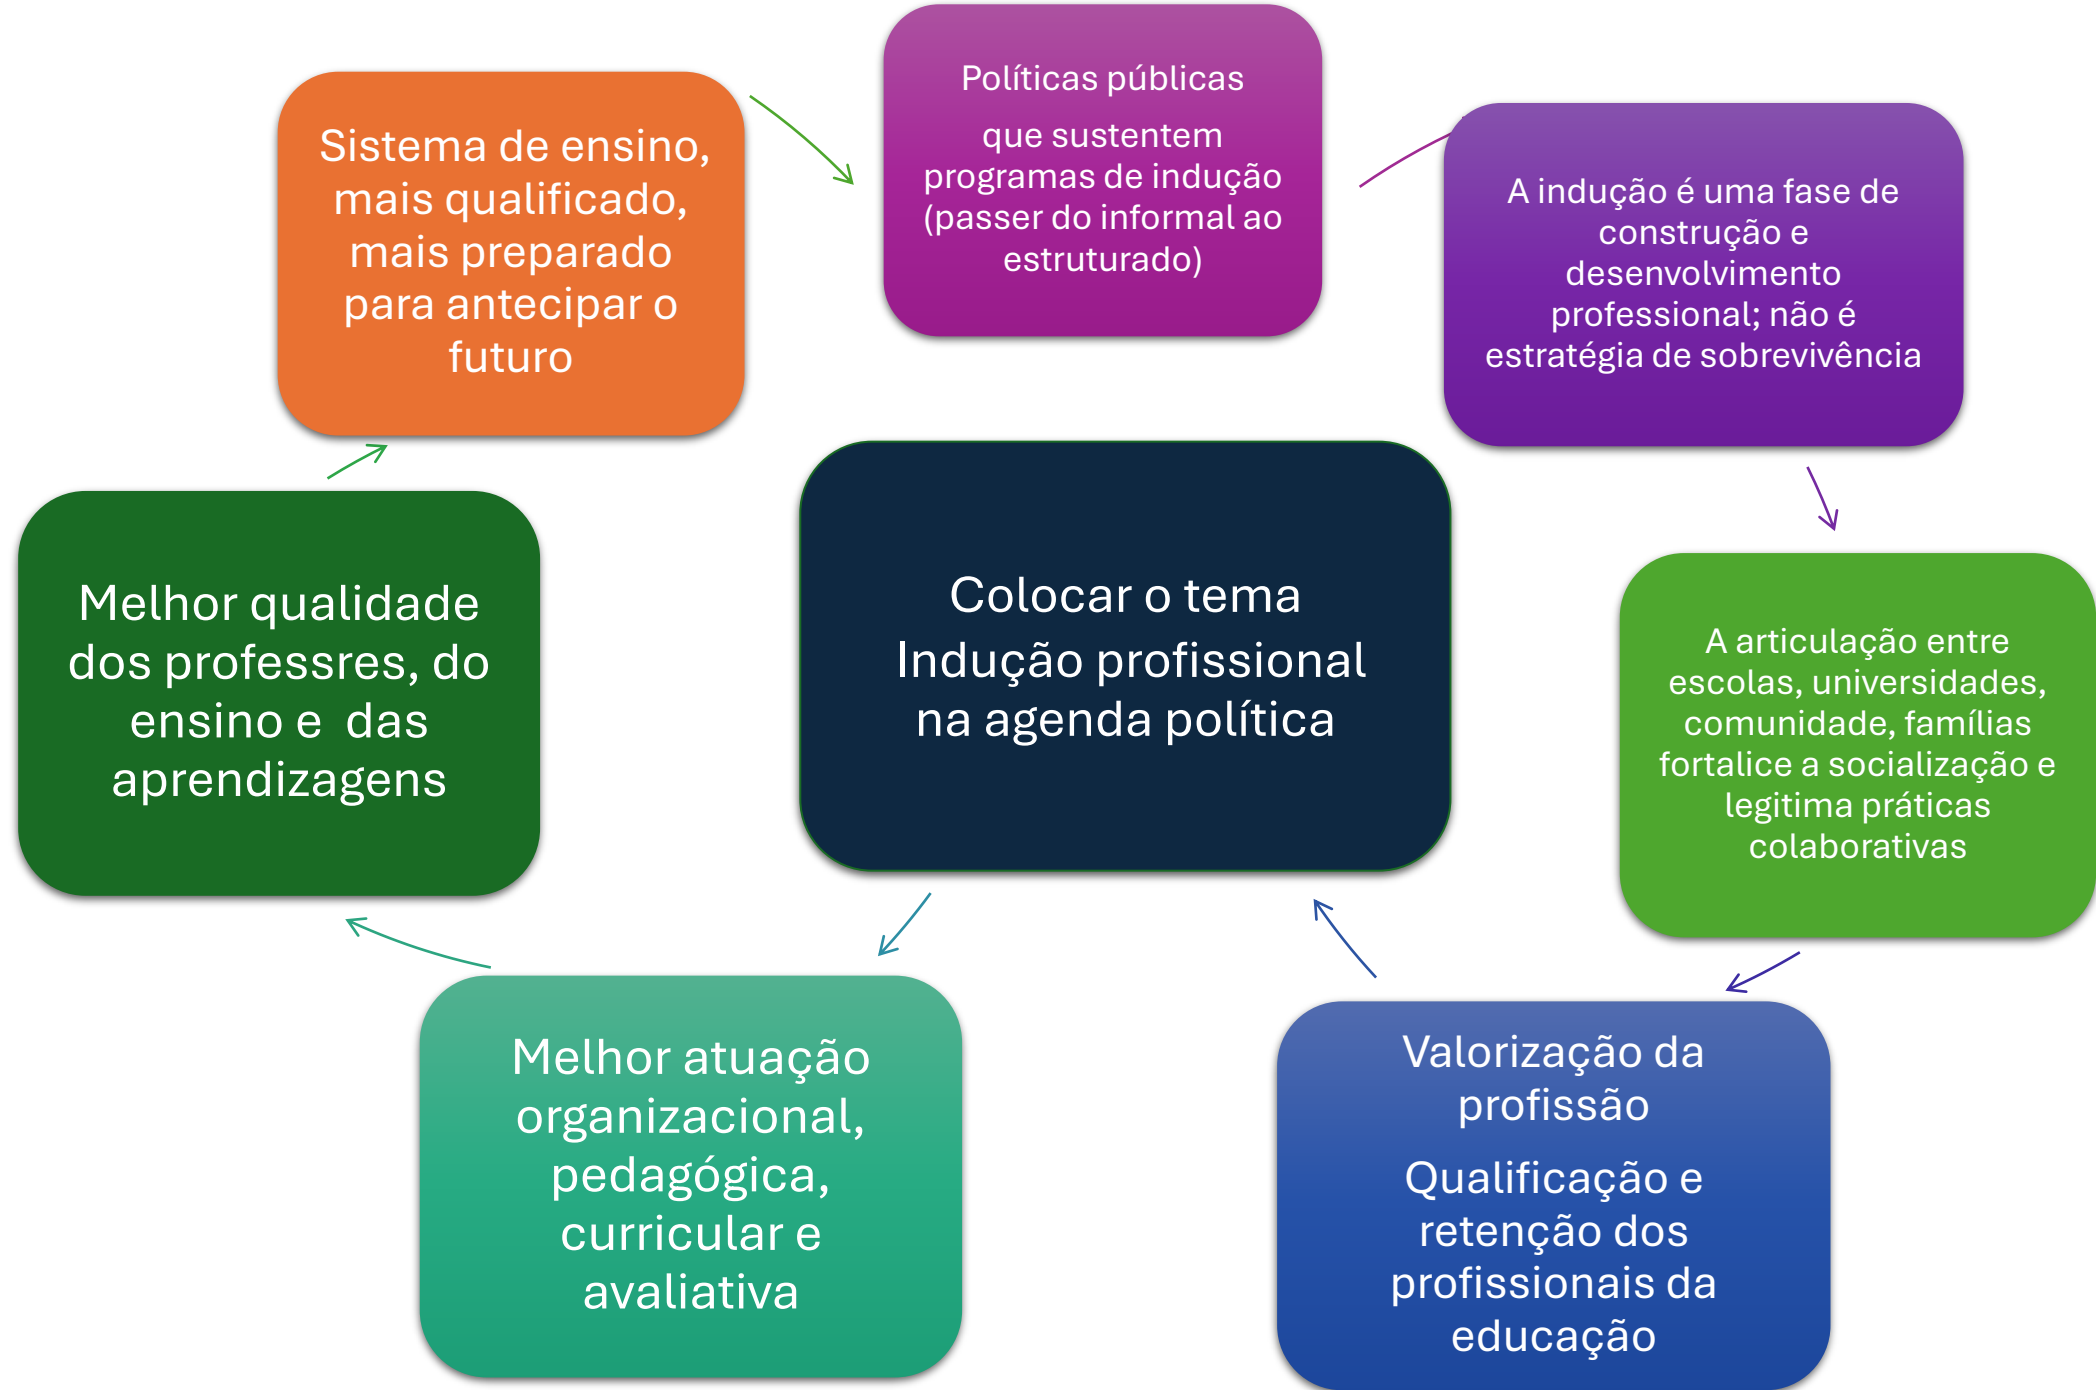 Políticas públicas
que sustentem
programas de indução
(passer do informal ao
estruturado)
A indução é uma fase de
construção e
desenvolvimento
professional; não é
estratégia de sobrevivência
A articulação entre
escolas, universidades,
comunidade, famílias
fortalice a socialização e
legitima práticas
colaborativas
Valorização da
profissão
Qualificação e
retenção dos
profissionais da
educação
Colocar o tema
Indução profissional
na agenda política
Melhor atuação
organizacional,
pedagógica,
curricular e
avaliativa
Melhor qualidade
dos professres, do
ensino e  das
aprendizagens
Sistema de ensino,
mais qualificado,
mais preparado
para antecipar o
futuro